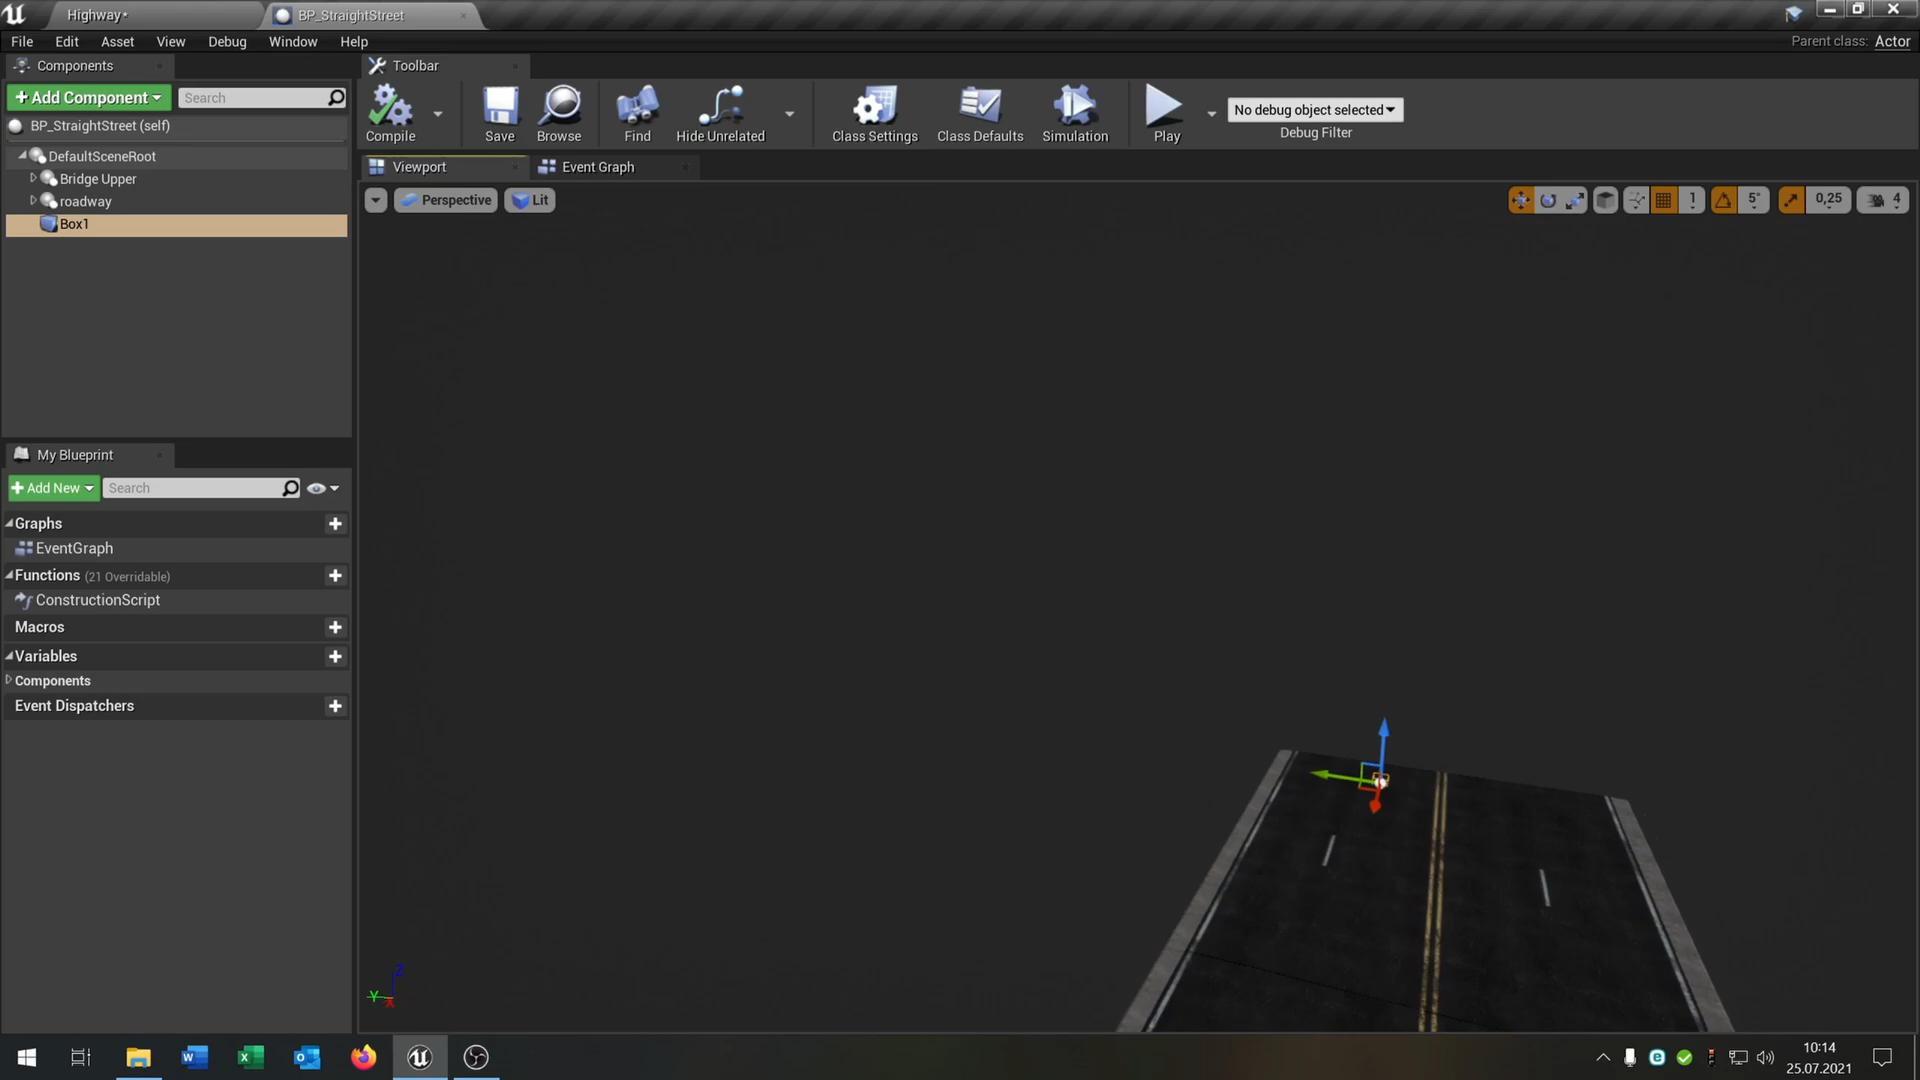 Highway*
BP_StraightStreet
File Edit Asset View Debug Window Help
Parent class: Actor
Components
Toolbar
Add Component
Search
Compile
Save
Browse
Find
Hide Unrelated
Class Settings
Class Defaults
Simulation
Play
No debug object selected
Debug Filter
BP_StraightStreet (self)
DefaultSceneRoot
Bridge Upper
roadway
Box1
Viewport
Event Graph
Perspective
Lit
1
5°
0,25
4
My Blueprint
Add New
Search
Graphs
EventGraph
Functions (21 Overridable)
ConstructionScript
Macros
Variables
Components
Event Dispatchers
Z
Y
X
10:14
25.07.2021